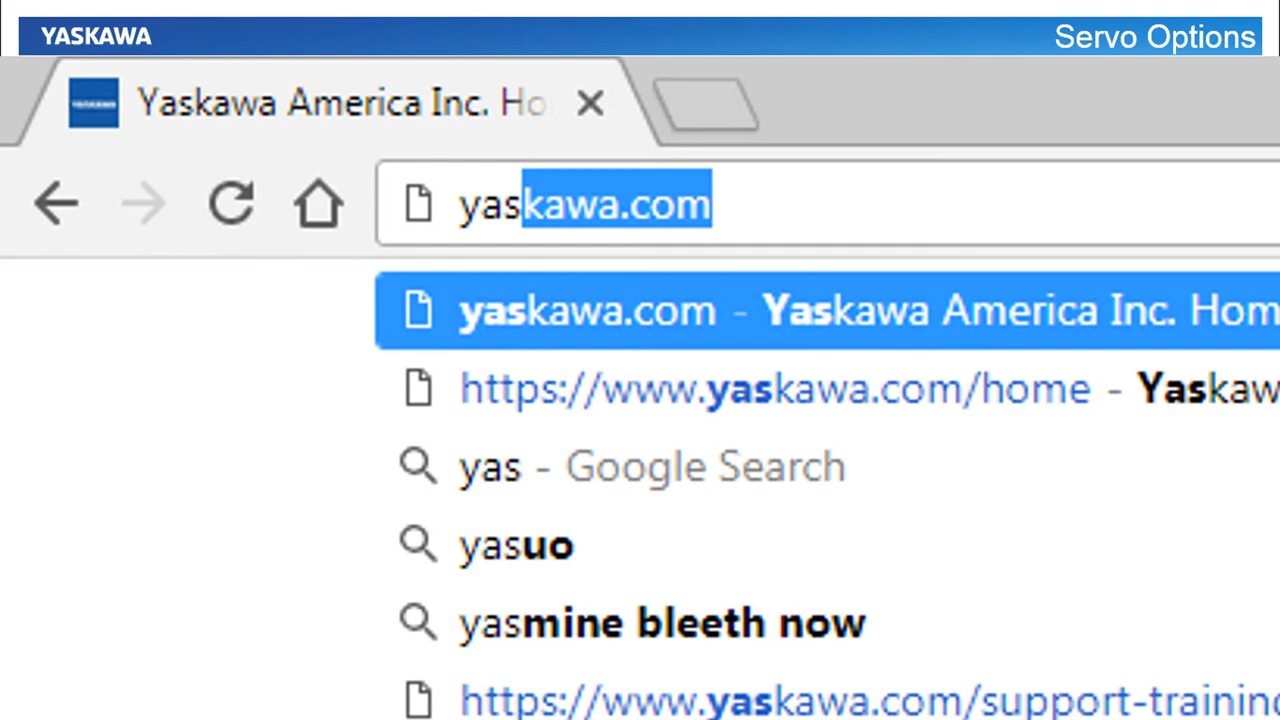 YASKAWA
Servo Options
Yaskawa America Inc. Ho
yaskawa.com
yaskawa.com - Yaskawa America Inc. Hom
https://www.yaskawa.com/home - Yaskaw
yas - Google Search
yasuo
yasmine bleeth now
https://www.yaskawa.com/support-training